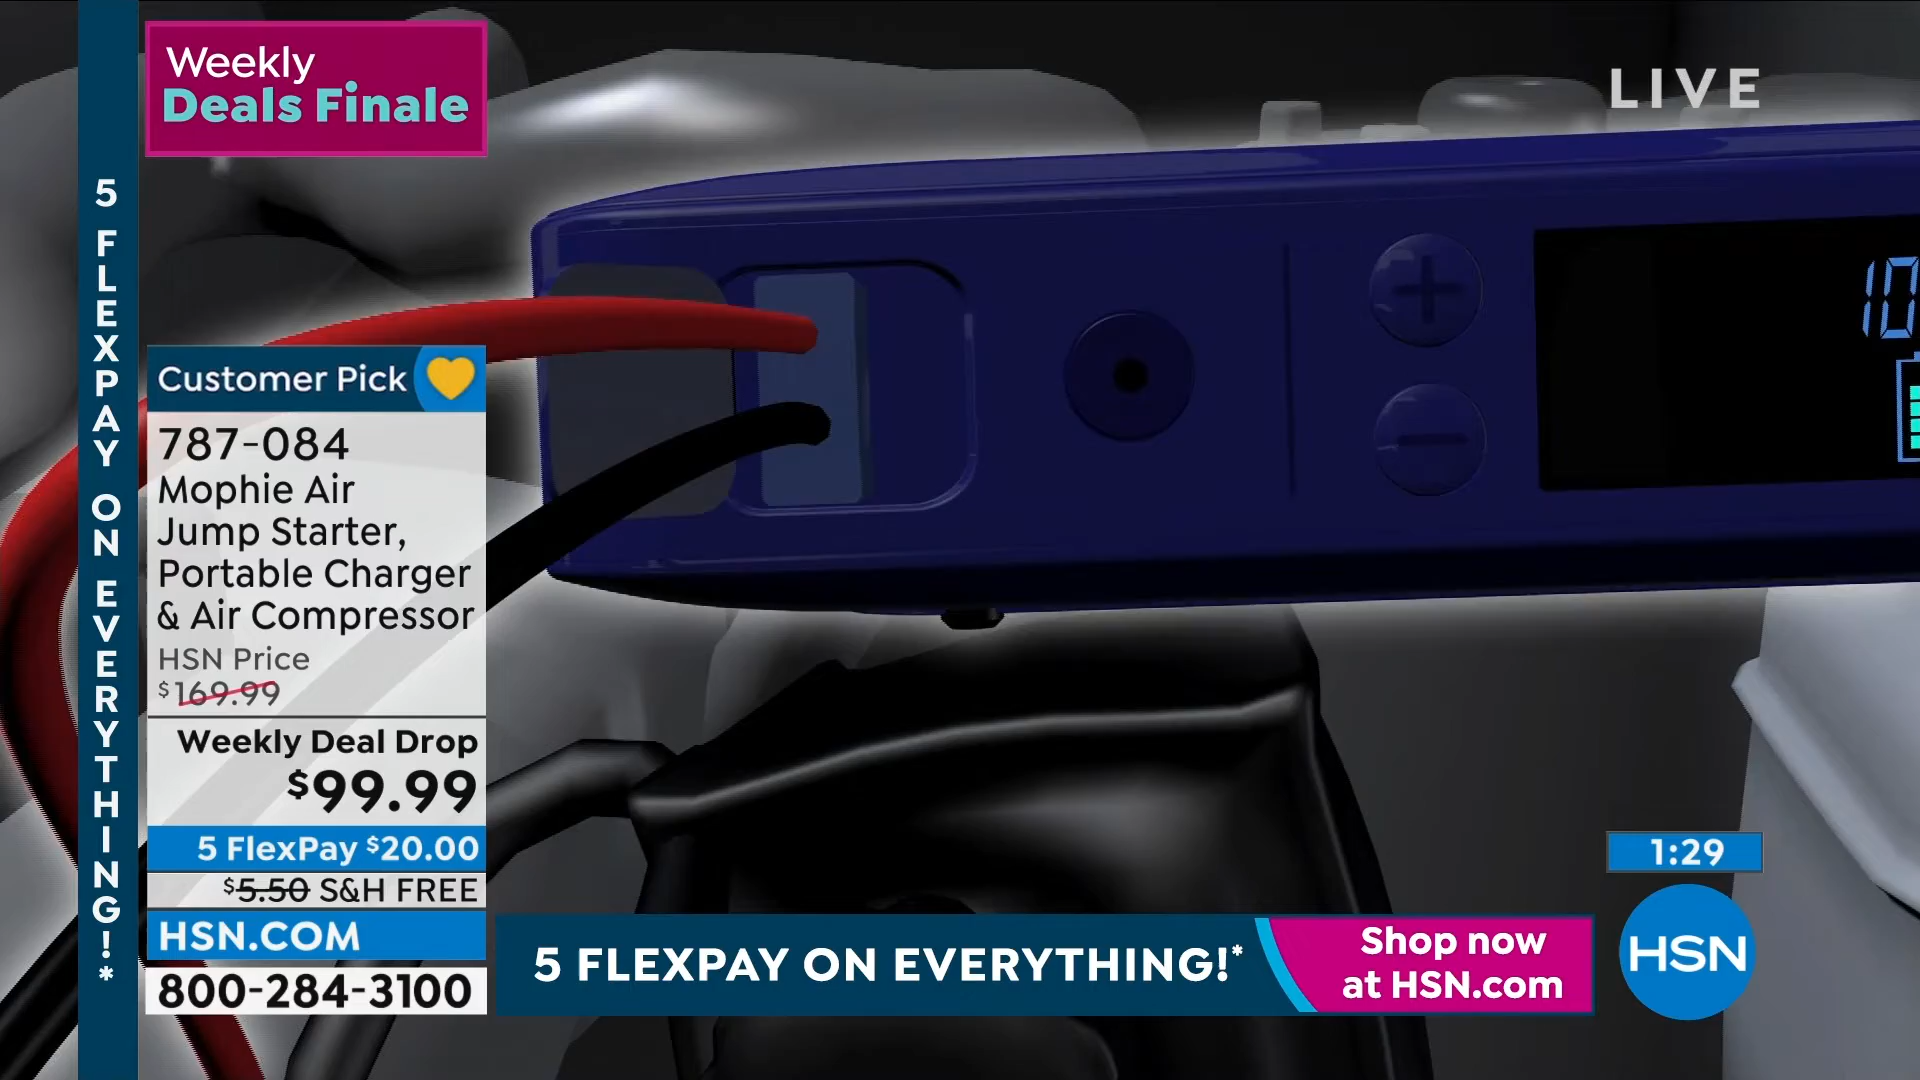 Weekly
Deals Finale
LIVE
5 FLEXPAY ON EVERYTHING!*
Customer Pick
787-084
Mophie Air
Jump Starter,
Portable Charger
& Air Compressor
HSN Price
$169.99
Weekly Deal Drop
$99.99
5 FlexPay $20.00
$5.50 S&H FREE
HSN.COM
800-284-3100
10
1:29
5 FLEXPAY ON EVERYTHING!*
Shop now
at HSN.com
HSN